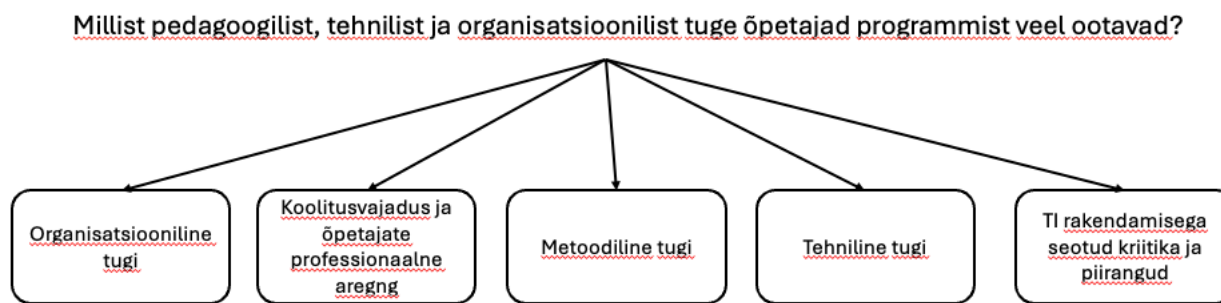 Millist pedagoogilist, tehnilist ja organisatsioonilist tuge õpetajad programmist veel ootavad?
Organisatsiooniline
tugi
Koolitusvajadus ja
õpetajate
professionaalne
aregng
Metoodiline tugi
Tehniline tugi
TI rakendamisega
seotud kriitika ja
piirangud